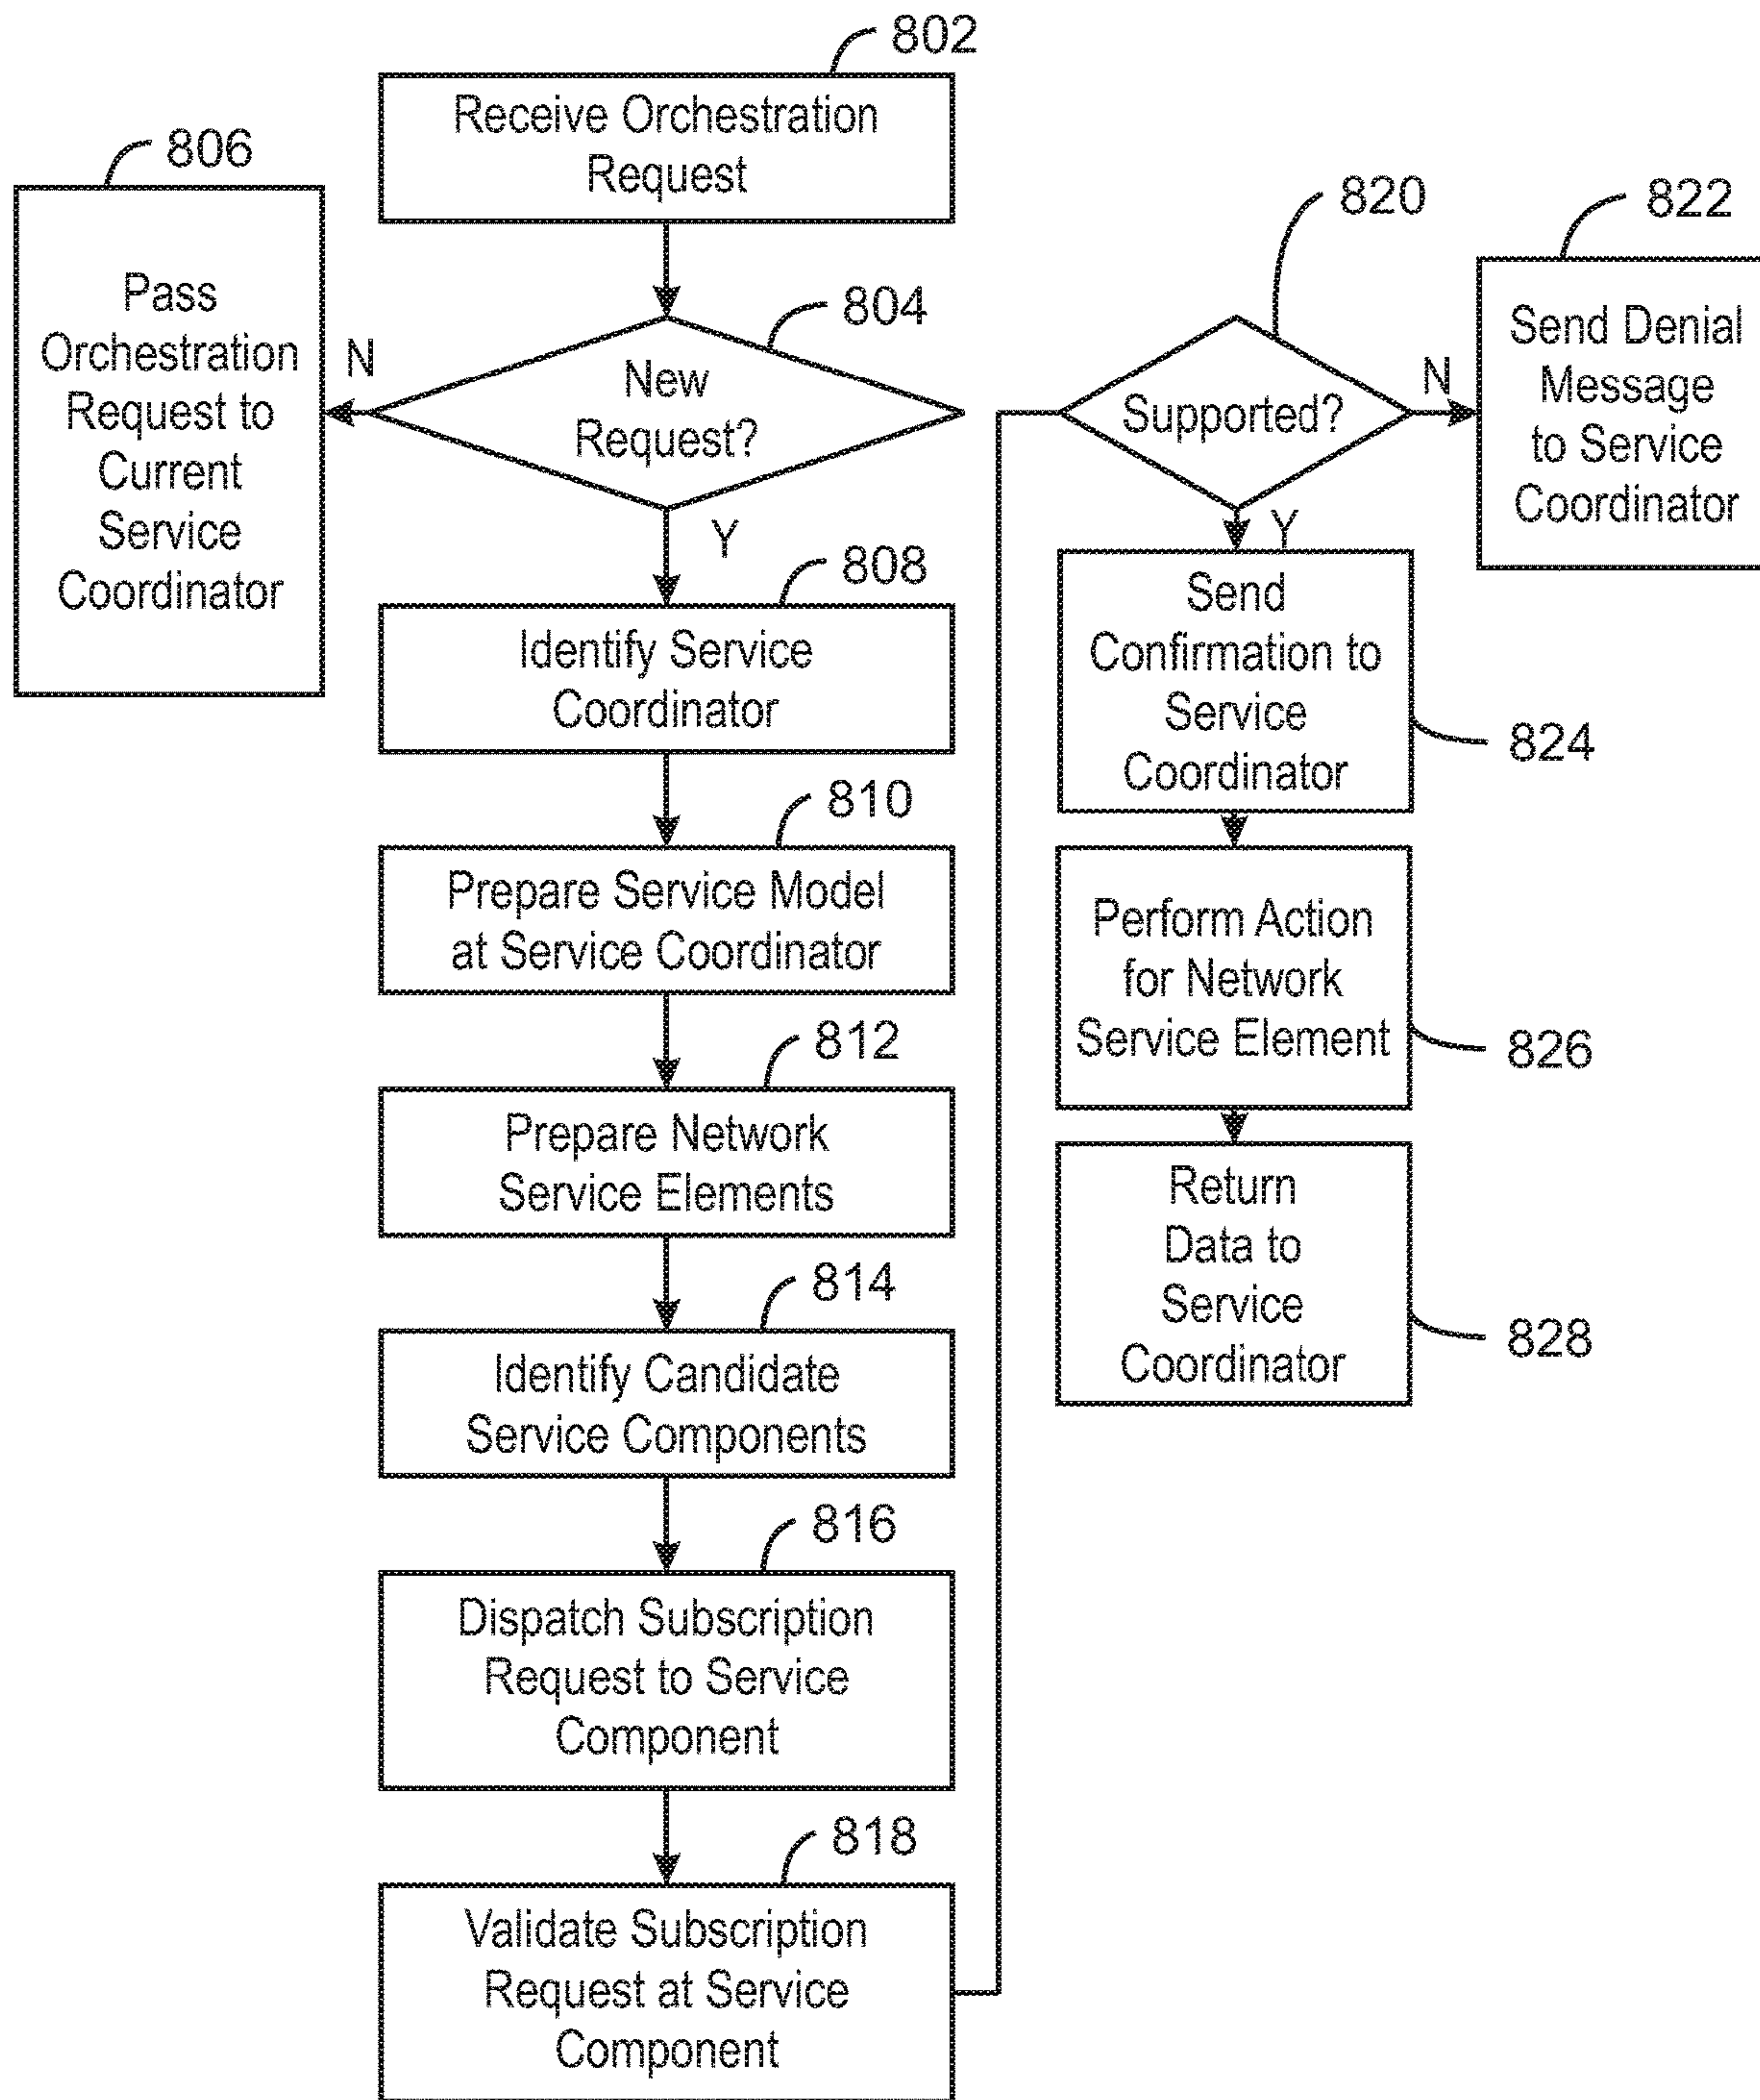 802
Receive Orchestration
Request
806
Pass
Orchestration
Request to
Current
Service
Coordinator
N
804
New
Request?
Y
808
Identify Service
Coordinator
810
Prepare Service Model
at Service Coordinator
812
Prepare Network
Service Elements
814
Identify Candidate
Service Components
816
Dispatch Subscription
Request to Service
Component
818
Validate Subscription
Request at Service
Component
820
Supported?
N
822
Send Denial
Message
to Service
Coordinator
Y
Send
Confirmation to
Service
Coordinator
824
Perform Action
for Network
Service Element
826
Return
Data to
Service
Coordinator
828